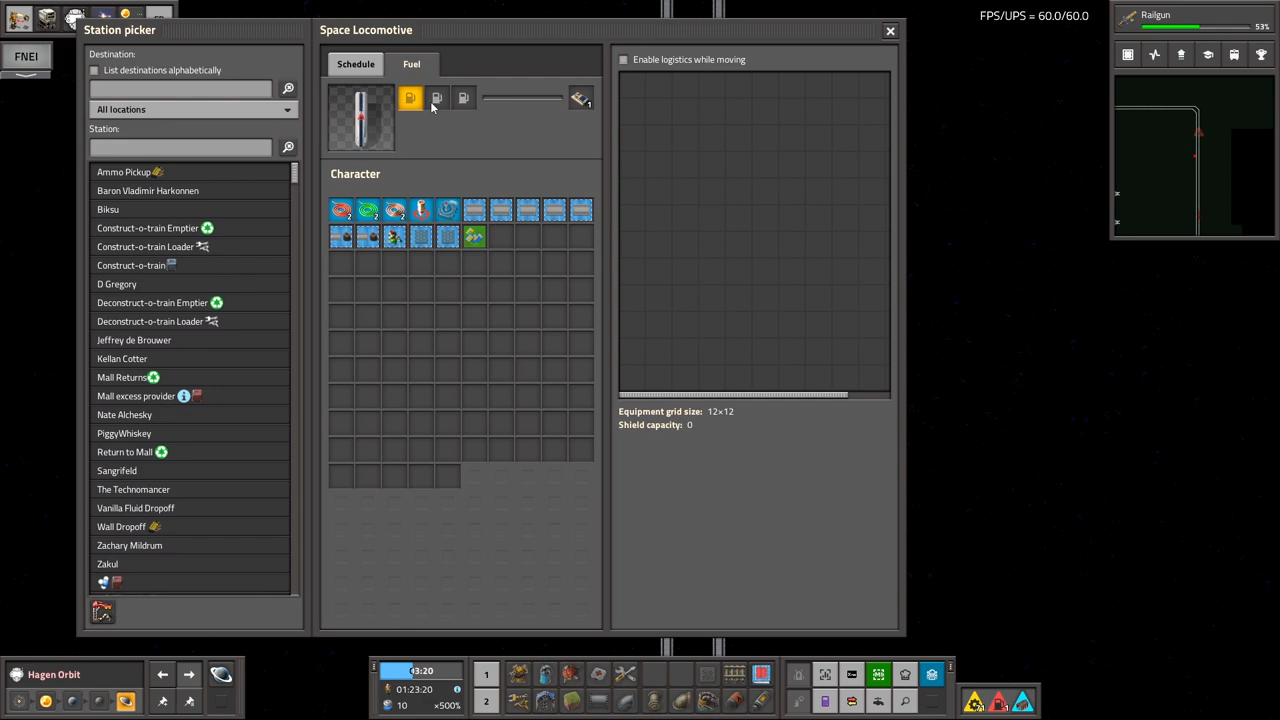 FNEI
Station picker
Destination:
List destinations alphabetically
All locations
Station:
Ammo Pickup
Baron Vladimir Harkonnen
Biksu
Construct-o-train Emptier
Construct-o-train Loader
Construct-o-train
D Gregory
Deconstruct-o-train Emptier
Deconstruct-o-train Loader
Jeffrey de Brouwer
Kellan Cotter
Mall Returns
Mall excess provider
Nate Alchesky
PiggyWhiskey
Return to Mall
Sangrifeld
The Technomancer
Vanilla Fluid Dropoff
Wall Dropoff
Zachary Mildrum
Zakul
Space Locomotive
Schedule
Fuel
1
Character
2
2
2
Enable logistics while moving
Equipment grid size: 12×12
Shield capacity: 0
FPS/UPS = 60.0/60.0
Railgun
53%
Hagen Orbit
01:23:20
10 ×500%
1
2